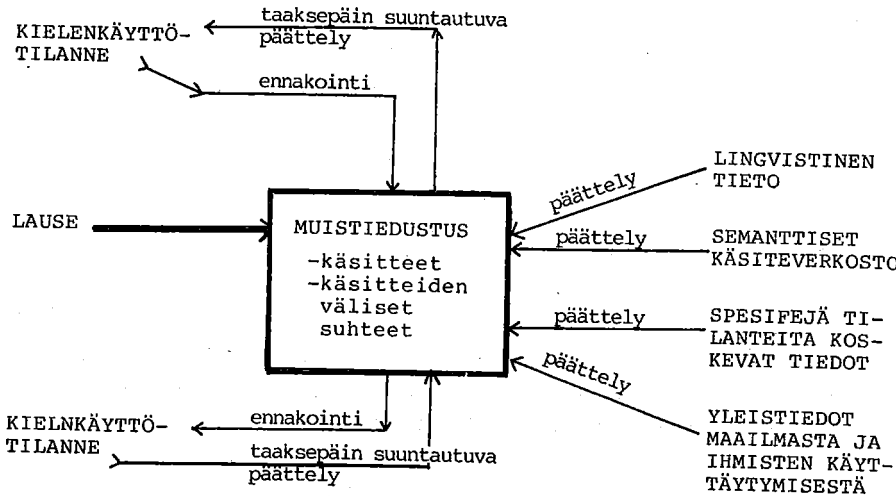 taaksepäin suuntautuva
päättely
KIELENKÄYTTÖ-
TILANNE
ennakointi
LAUSE
MUISTIEDUSTUS
-käsitteet
-käsitteiden
väliset
suhteet
päättely
LINGVISTINEN
TIETO
päättely
SEMANTTISET
KÄSITEVERKOSTO
päättely
SPESIFEJÄ TI-
LANTEITA KOS-
KEVAT TIEDOT
päättely
YLEISTIEDOT
MAAILMASTA JA
IHMISTEN KÄYT-
TÄYTYMISESTÄ
KIELNKÄYTTÖ-
TILANNE
ennakointi
taaksepäin suuntautuva
päättely